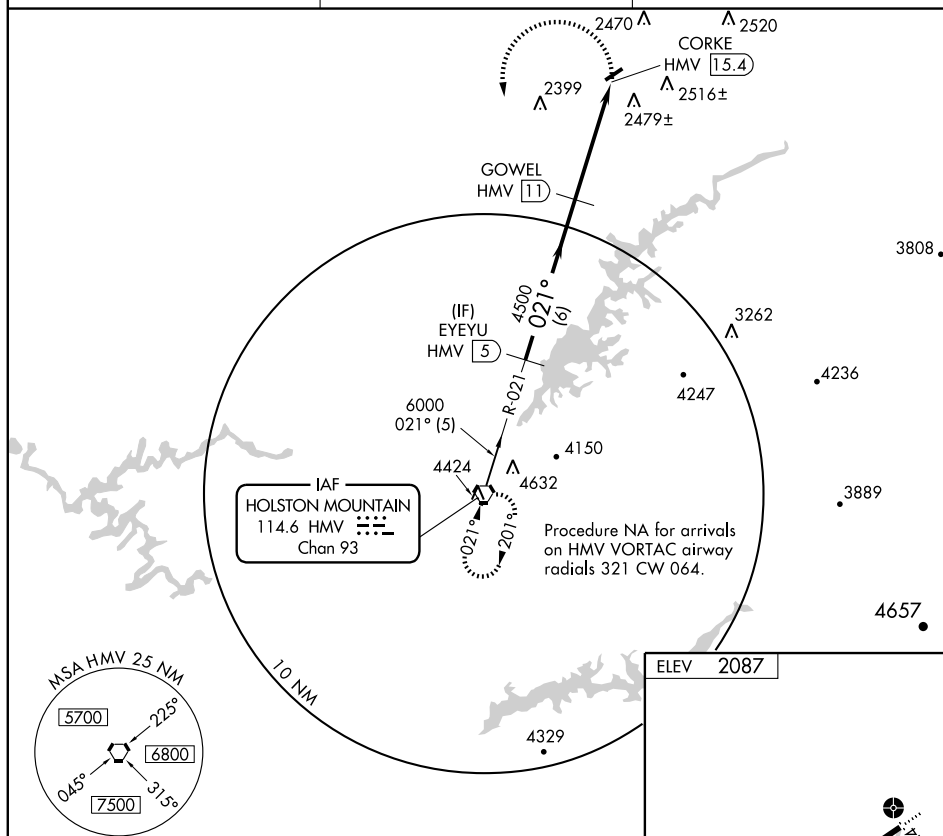 2470
2520
CORKE
HMV 15.4
2399
2516±
2479±
GOWEL
HMV 11
3808
4500
021°
(6)
(IF)
EYEYU
HMV 5
3262
R-021
4247
4236
6000
021° (5)
4150
4424
4632
IAF
HOLSTON MOUNTAIN
114.6 HMV
Chan 93
3889
021°
201°
Procedure NA for arrivals
on HMV VORTAC airway
radials 321 CW 064.
4657
10 NM
MSA HMV 25 NM
5700
225°
6800
045°
7500
315°
4329
ELEV 2087